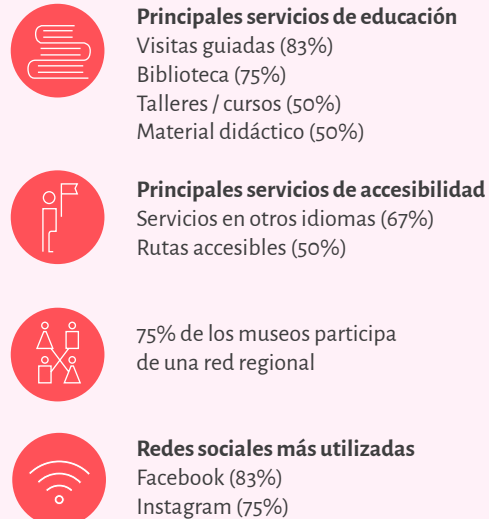 Principales servicios de educación
Visitas guiadas (83%)
Biblioteca (75%)
Talleres / cursos (50%)
Material didáctico (50%)
Principales servicios de accesibilidad
Servicios en otros idiomas (67%)
Rutas accesibles (50%)
75% de los museos participa
de una red regional
Redes sociales más utilizadas
Facebook (83%)
Instagram (75%)